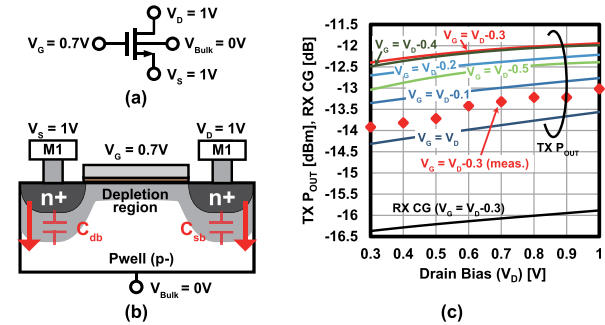 V_D = 1V
V_G = 0.7V
V_Bulk = 0V
V_S = 1V
(a)
V_S = 1V
V_D = 1V
M1
V_G = 0.7V
M1
n+
Depletion
region
n+
C_db
C_sb
Pwell (p-)
V_Bulk = 0V
(b)
TX P_OUT [dBm], RX CG [dB]
-11.5
-12
-12.5
-13
-13.5
-14
-14.5
-15
-15.5
-16
-16.5
V_G = V_D-0.3
V_G = V_D-0.4
V_G = V_D-0.2
V_G = V_D-0.5
V_G = V_D-0.1
V_G = V_D
V_G = V_D-0.3 (meas.)
TX P_OUT
RX CG (V_G = V_D-0.3)
0.3 0.4 0.5 0.6 0.7 0.8 0.9 1
Drain Bias (V_D) [V]
(c)